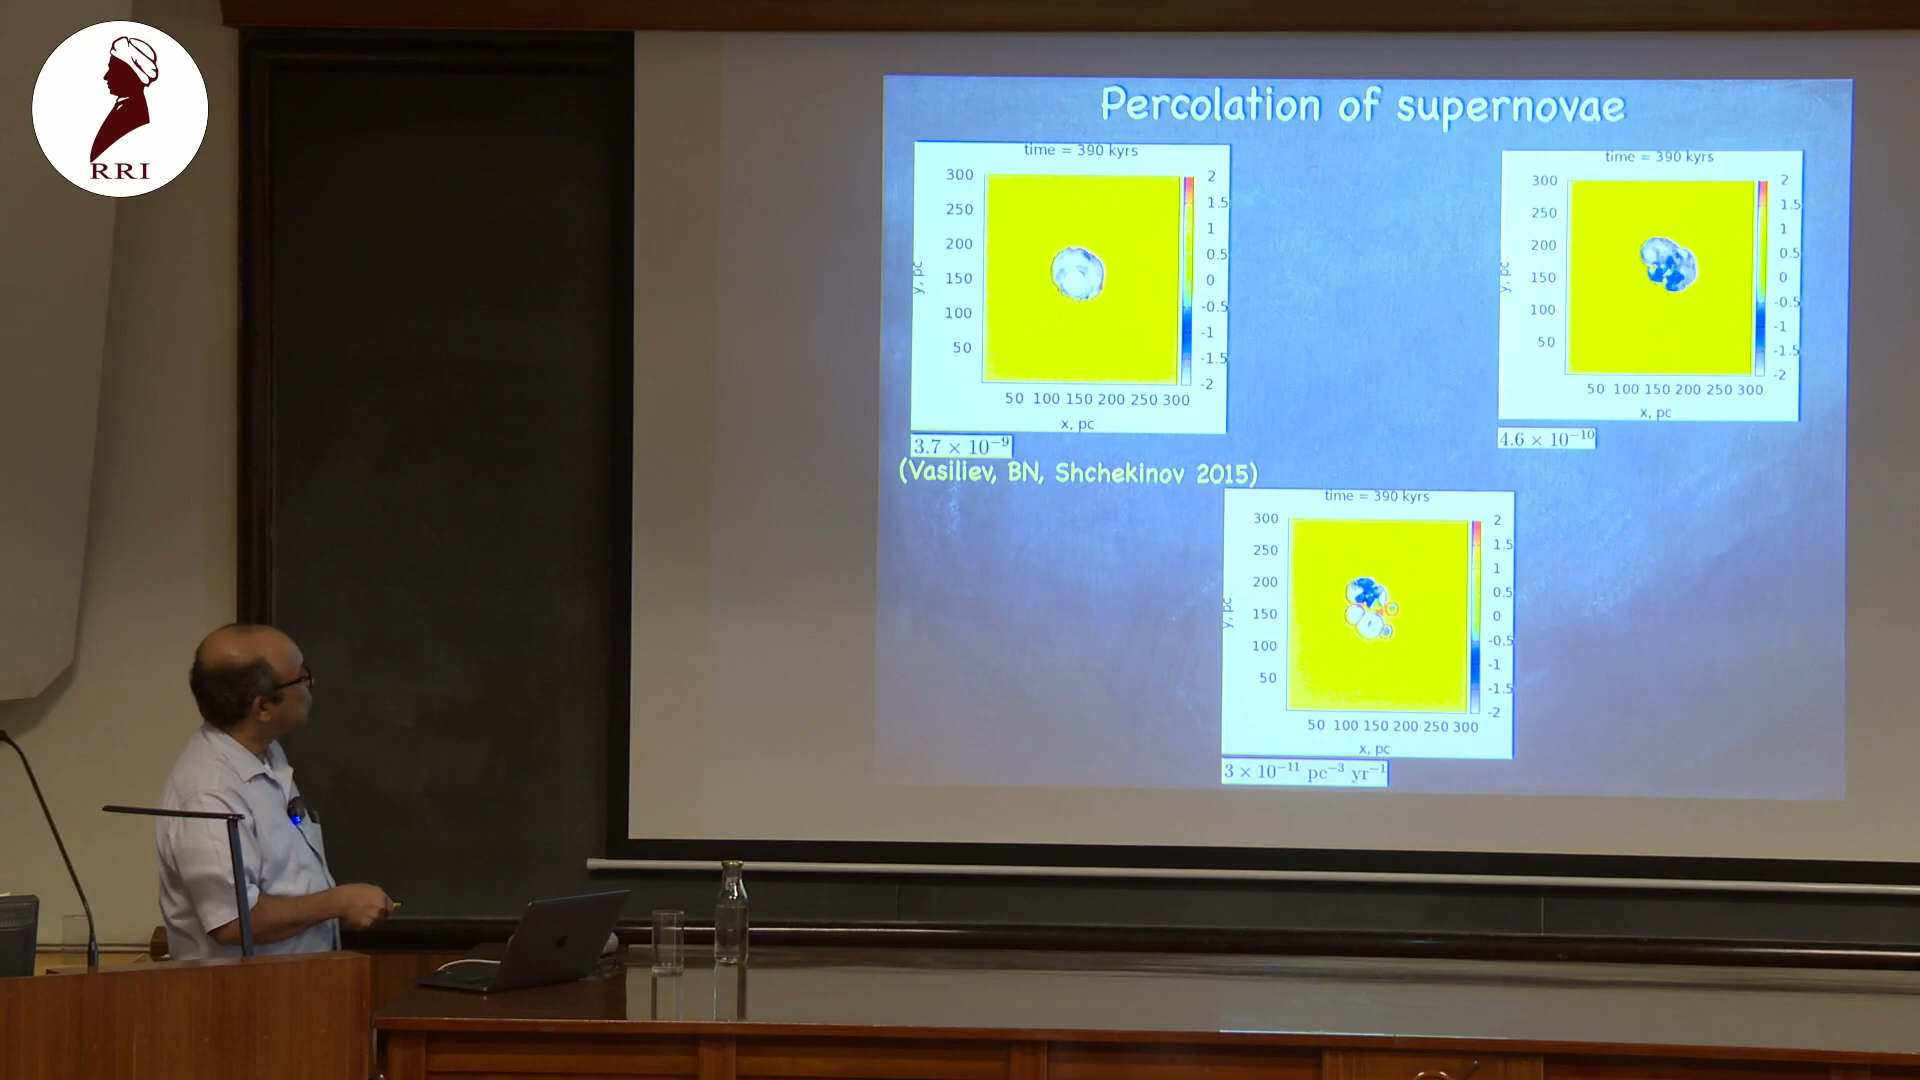 RRI
Percolation of supernovae
time = 390 kyrs
300
250
200
150
100
50
y, pc
50 100 150 200 250 300
x, pc
2
1.5
1
0.5
0
-0.5
-1
-1.5
-2
3.7 × 10⁻⁹
time = 390 kyrs
300
250
200
150
100
50
y, pc
50 100 150 200 250 300
x, pc
2
1.5
1
0.5
0
-0.5
-1
-1.5
-2
4.6 × 10⁻¹⁰
(Vasiliev, BN, Shchekinov 2015)
time = 390 kyrs
300
250
200
150
100
50
y, pc
50 100 150 200 250 300
x, pc
2
1.5
1
0.5
0
-0.5
-1
-1.5
-2
3 × 10⁻¹¹ pc⁻³ yr⁻¹